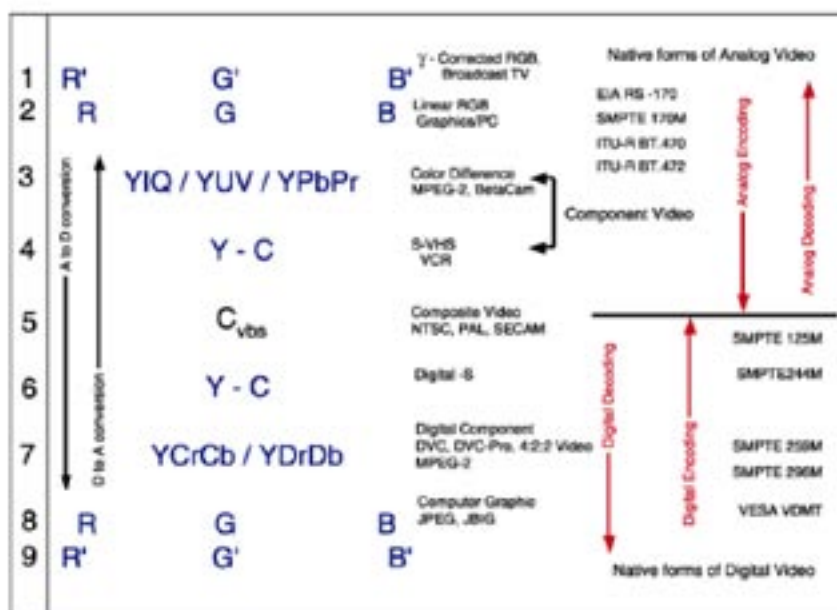 1 R' G' B' γ - Corrected RGB,
Broadcast TV
Native forms of Analog Video
2 R G B Linear RGB
Graphics/PC
EIA RS -170
SMPTE 170M
ITU-R BT.470
ITU-R BT.472
3 YIQ / YUV / YPbPr Color Difference
MPEG-2, BetaCam
Component Video
4 Y - C S-VHS
VCR
5 Cvbs Composite Video
NTSC, PAL, SECAM
SMPTE 125M
6 Y - C Digital -S SMPTE244M
7 YCrCb / YDrDb Digital Component
DVC, DVC-Pro, 4:2:2 Video
MPEG-2
SMPTE 259M
SMPTE 296M
8 R G B Computer Graphic
JPEG, JBIG
VESA VDMT
9 R' G' B' Native forms of Digital Video
A to D conversion
D to A conversion
Analog Encoding
Analog Decoding
Digital Decoding
Digital Encoding